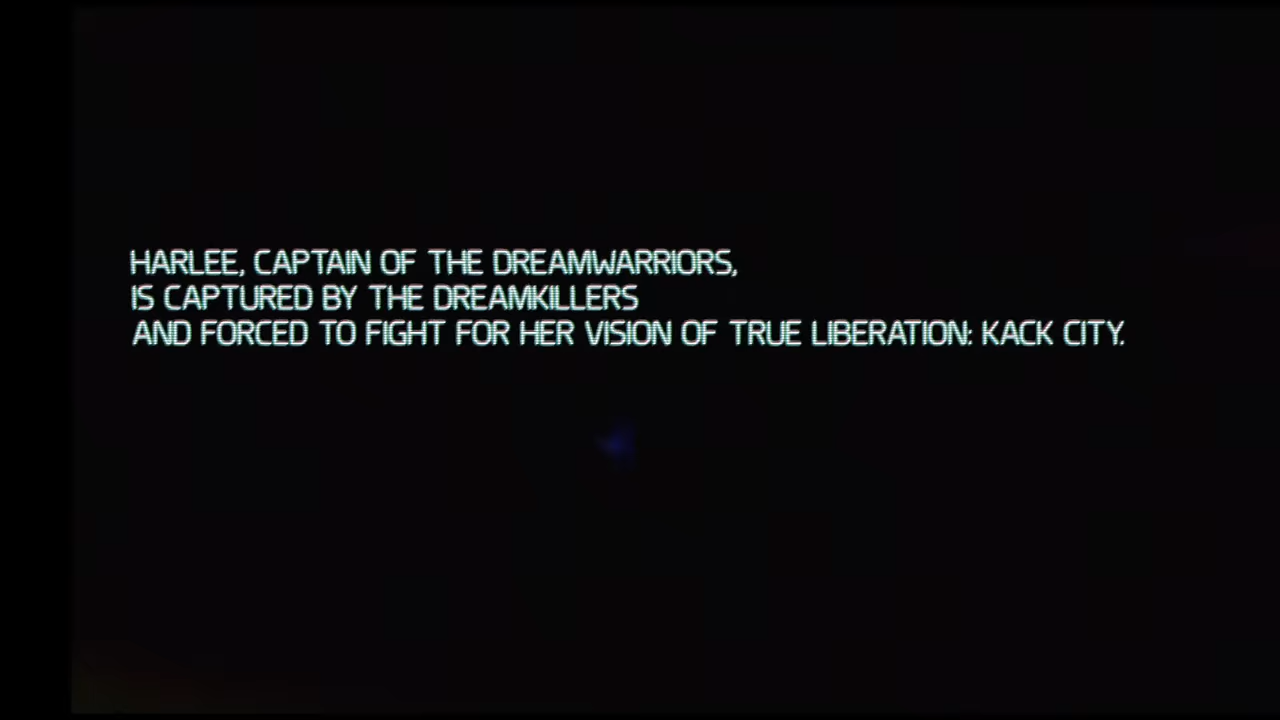 HARLEE, CAPTAIN OF THE DREAMWARRIORS,
IS CAPTURED BY THE DREAMKILLERS
AND FORCED TO FIGHT FOR HER VISION OF TRUE LIBERATION: KACK CITY.